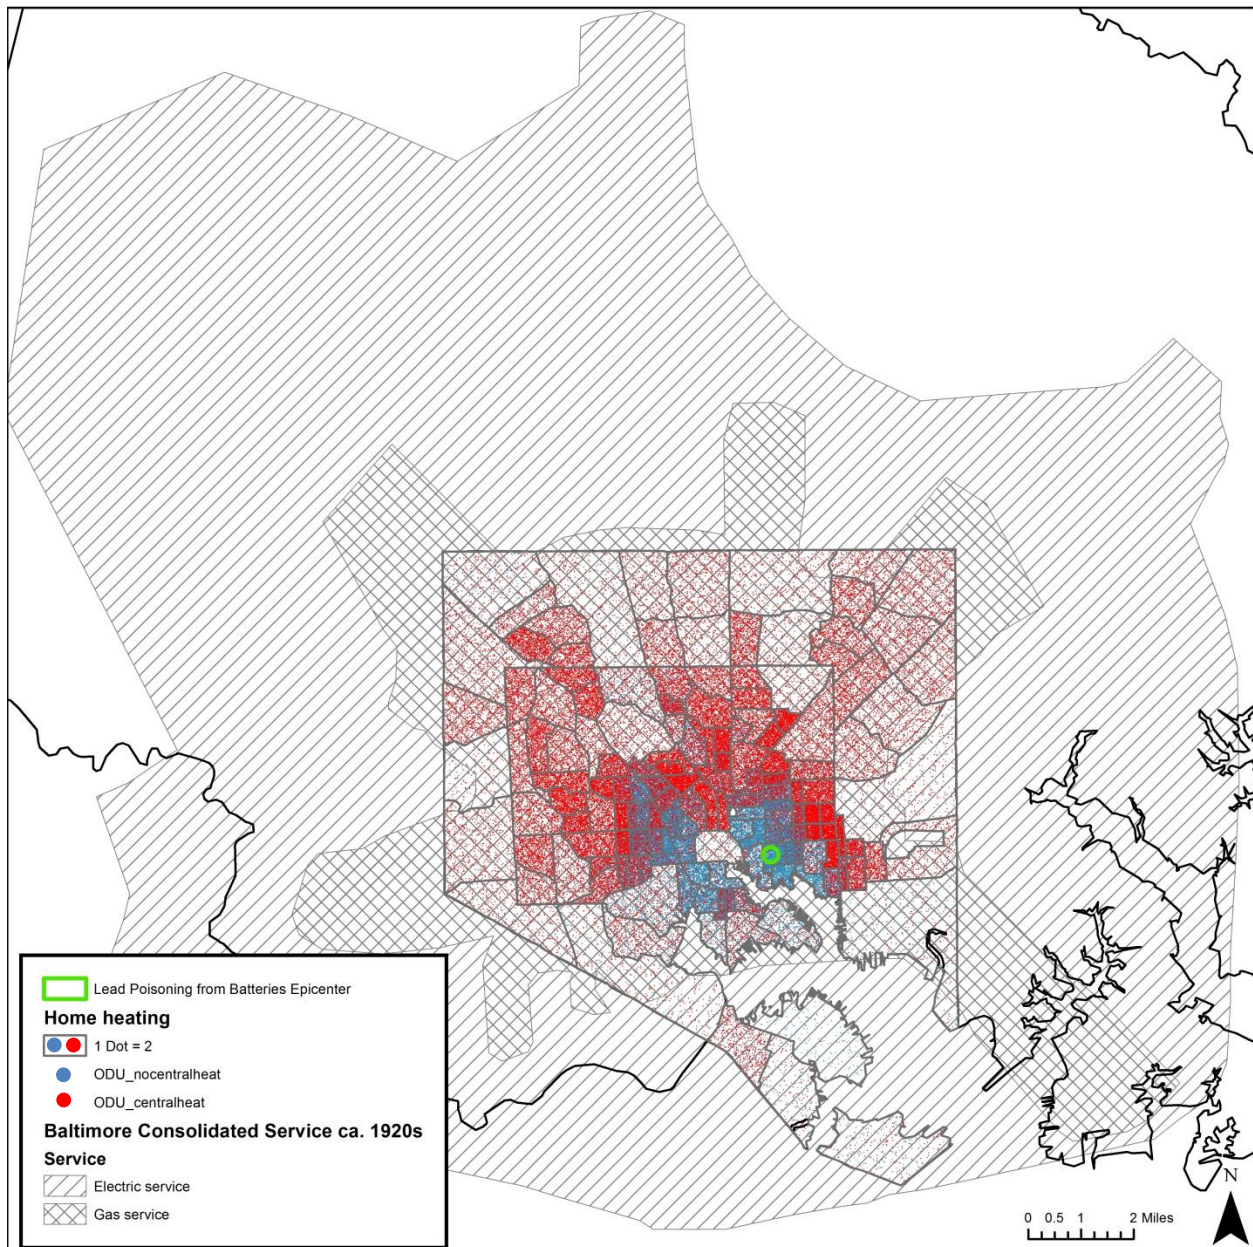 Lead Poisoning from Batteries Epicenter
Home heating
1 Dot = 2
ODU_nocentralheat
ODU_centralheat
Baltimore Consolidated Service ca. 1920s
Service
Electric service
Gas service
N
0 0.5 1 2 Miles